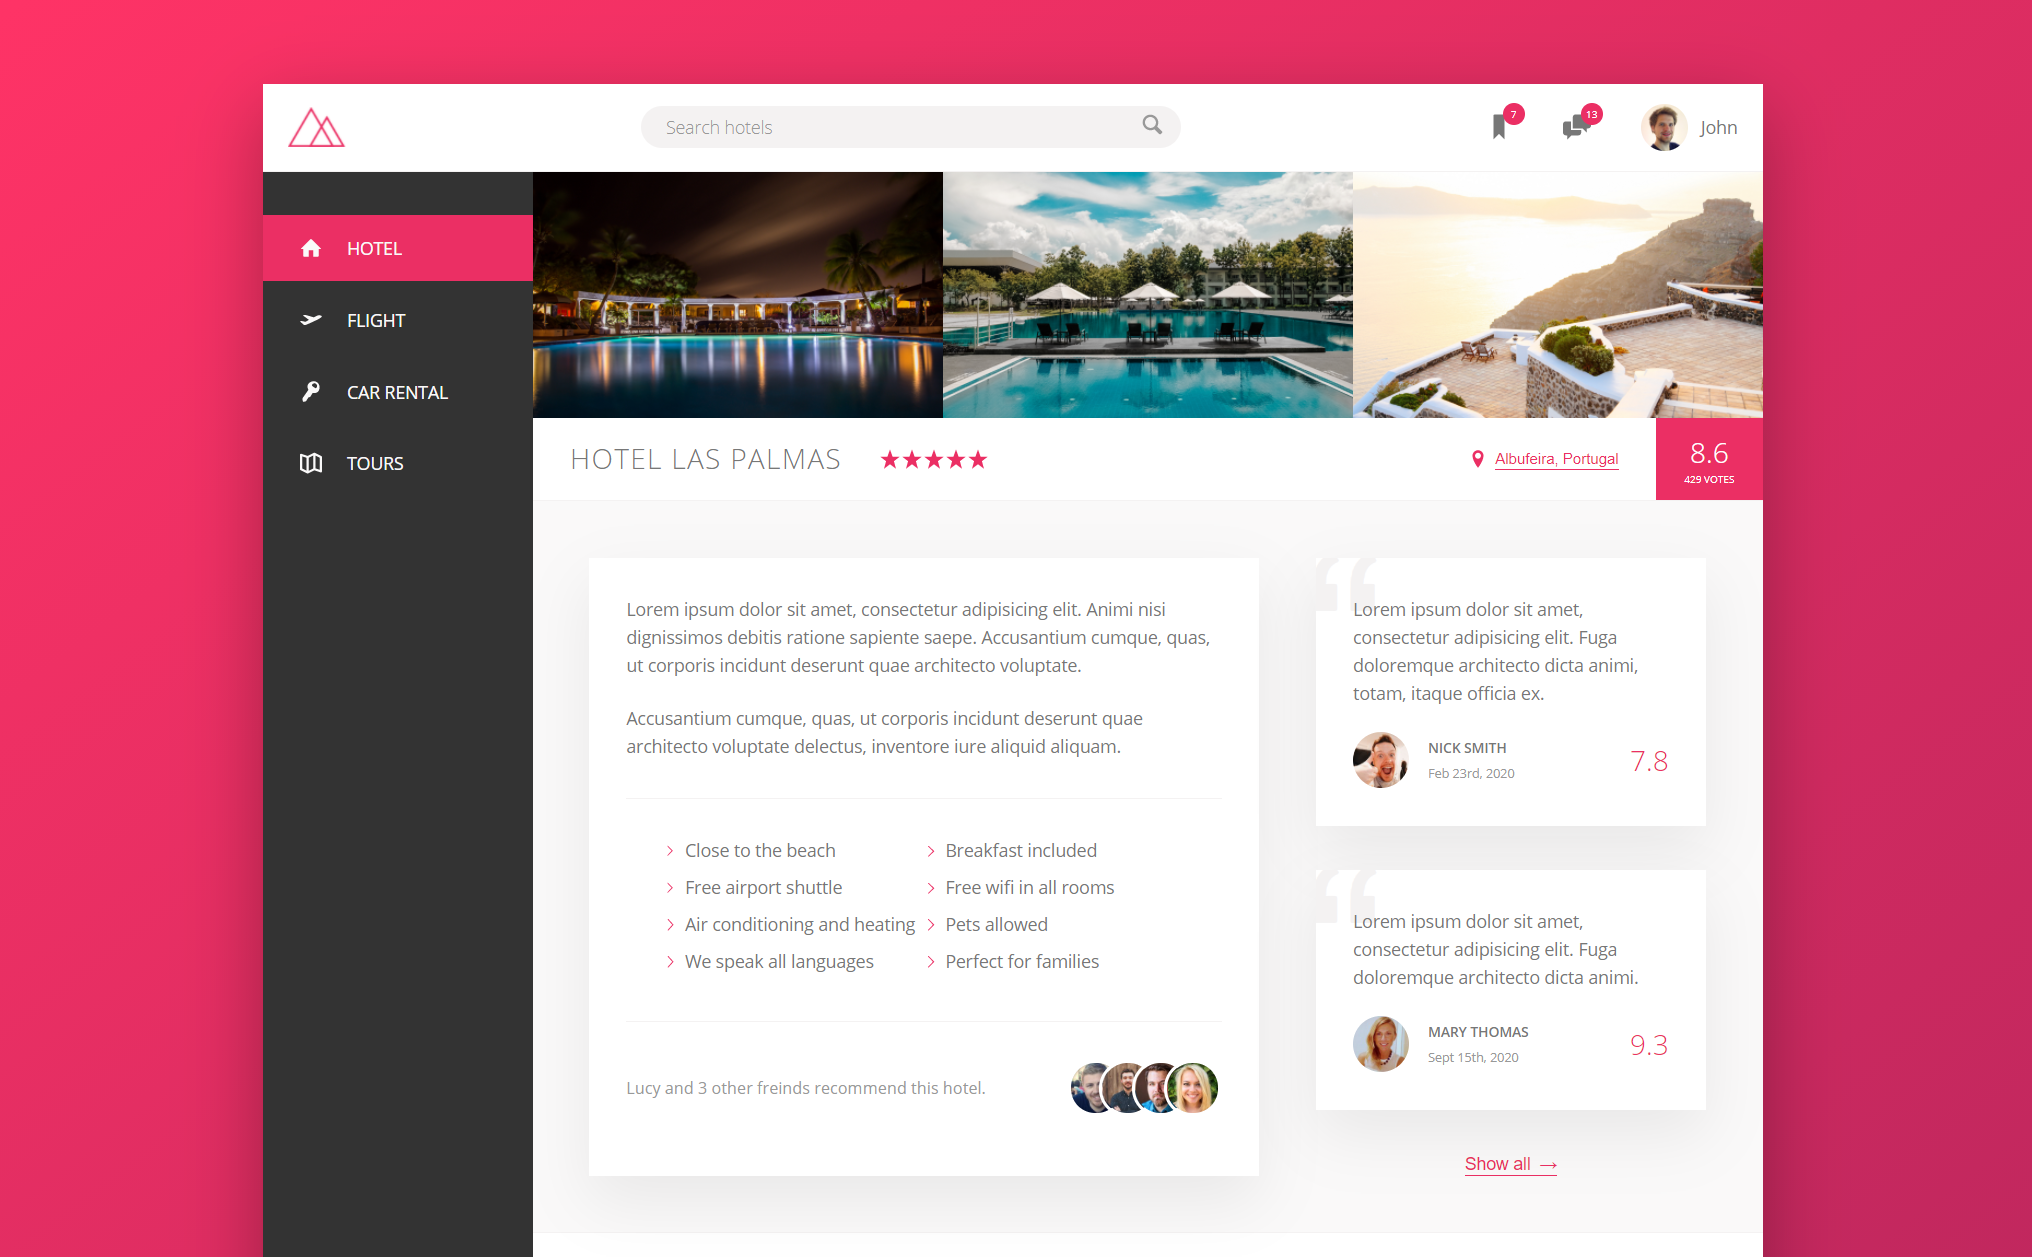 Search hotels
7
13
John
HOTEL
FLIGHT
CAR RENTAL
TOURS
HOTEL LAS PALMAS
Albufeira, Portugal
8.6
429 VOTES
Lorem ipsum dolor sit amet, consectetur adipisicing elit. Animi nisi
dignissimos debitis ratione sapiente saepe. Accusantium cumque, quas,
ut corporis incidunt deserunt quae architecto voluptate.
Accusantium cumque, quas, ut corporis incidunt deserunt quae
architecto voluptate delectus, inventore iure aliquid aliquam.
Close to the beach
Breakfast included
Free airport shuttle
Free wifi in all rooms
Air conditioning and heating
Pets allowed
We speak all languages
Perfect for families
Lucy and 3 other freinds recommend this hotel.
“
Lorem ipsum dolor sit amet,
consectetur adipisicing elit. Fuga
doloremque architecto dicta animi,
totam, itaque officia ex.
NICK SMITH
Feb 23rd, 2020
7.8
“
Lorem ipsum dolor sit amet,
consectetur adipisicing elit. Fuga
doloremque architecto dicta animi.
MARY THOMAS
Sept 15th, 2020
9.3
Show all →